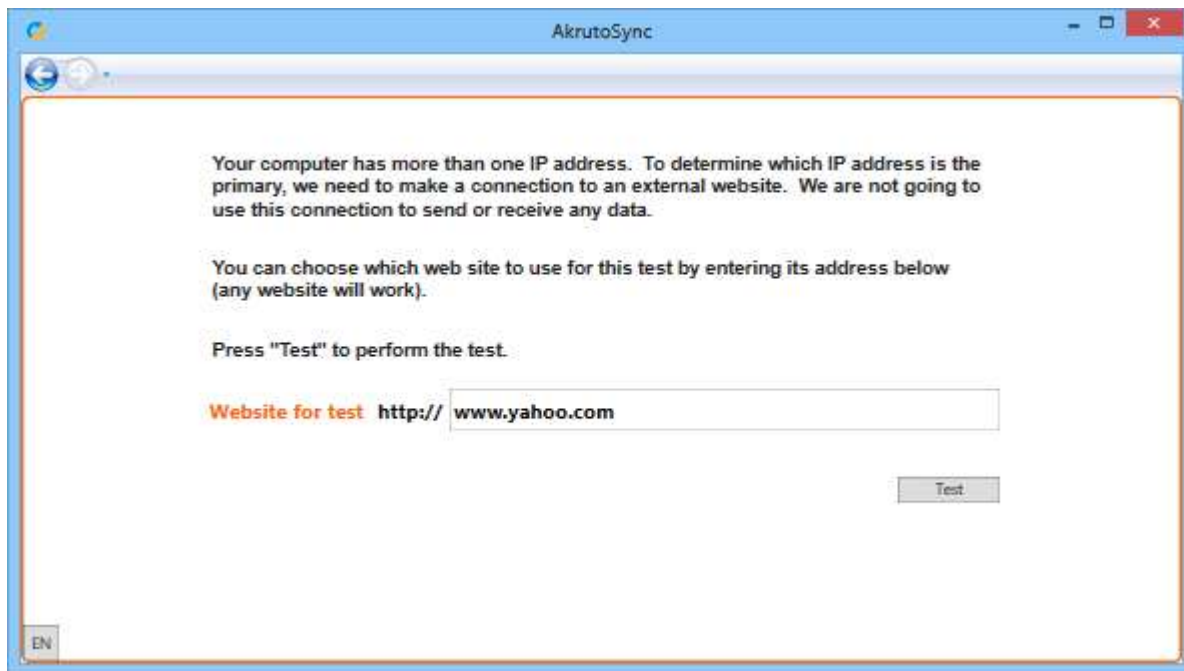 AkrutoSync
Your computer has more than one IP address. To determine which IP address is the
primary, we need to make a connection to an external website. We are not going to
use this connection to send or receive any data.
You can choose which web site to use for this test by entering its address below
(any website will work).
Press "Test" to perform the test.
Website for test http:// www.yahoo.com
Test
EN